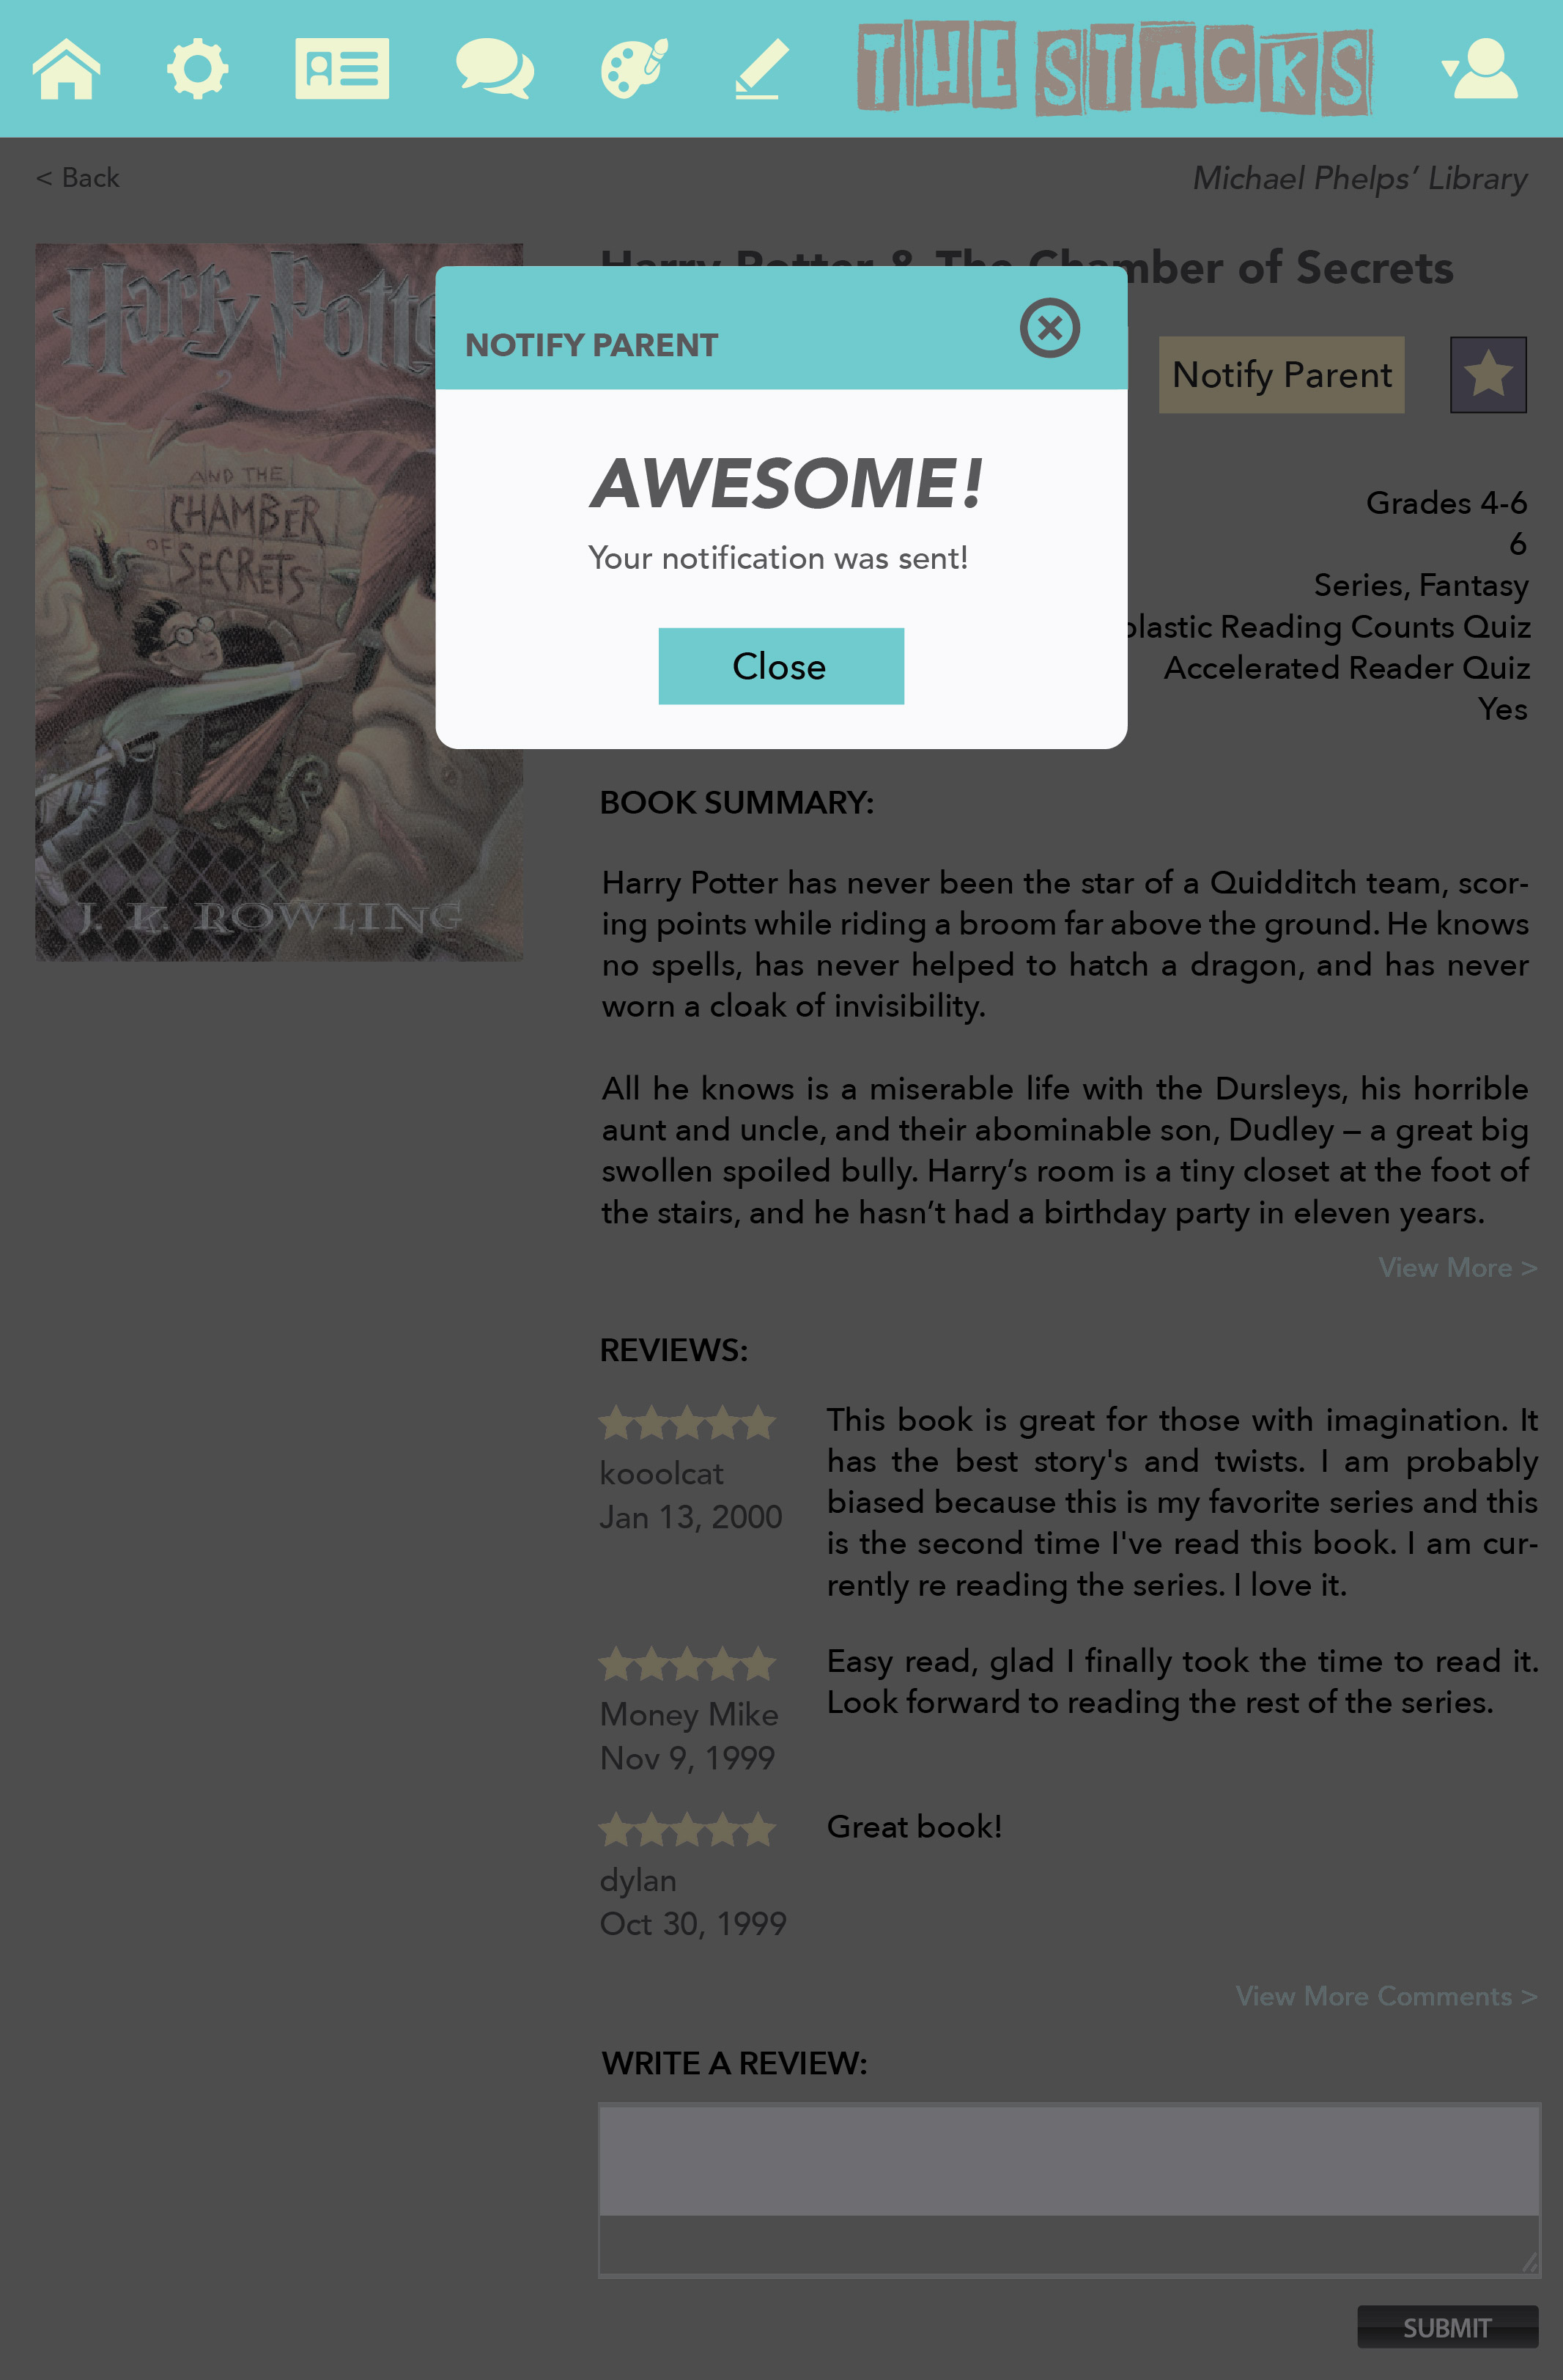 THE STACKS
< Back
Michael Phelps’ Library
Harry Potter & The Chamber of Secrets
Harry Potte
AND THE
CHAMBER
OF
SECRETS
J. K. ROWLING
NOTIFY PARENT
AWESOME!
Your notification was sent!
Close
Notify Parent
Grades 4-6
6
Series, Fantasy
olastic Reading Counts Quiz
Accelerated Reader Quiz
Yes
BOOK SUMMARY:
Harry Potter has never been the star of a Quidditch team, scor-
ing points while riding a broom far above the ground. He knows
no spells, has never helped to hatch a dragon, and has never
worn a cloak of invisibility.
All he knows is a miserable life with the Dursleys, his horrible
aunt and uncle, and their abominable son, Dudley – a great big
swollen spoiled bully. Harry’s room is a tiny closet at the foot of
the stairs, and he hasn’t had a birthday party in eleven years.
View More >
REVIEWS:
kooolcat
Jan 13, 2000
This book is great for those with imagination. It
has the best story's and twists. I am probably
biased because this is my favorite series and this
is the second time I've read this book. I am cur-
rently re reading the series. I love it.
Money Mike
Nov 9, 1999
Easy read, glad I finally took the time to read it.
Look forward to reading the rest of the series.
dylan
Oct 30, 1999
Great book!
View More Comments >
WRITE A REVIEW:
SUBMIT